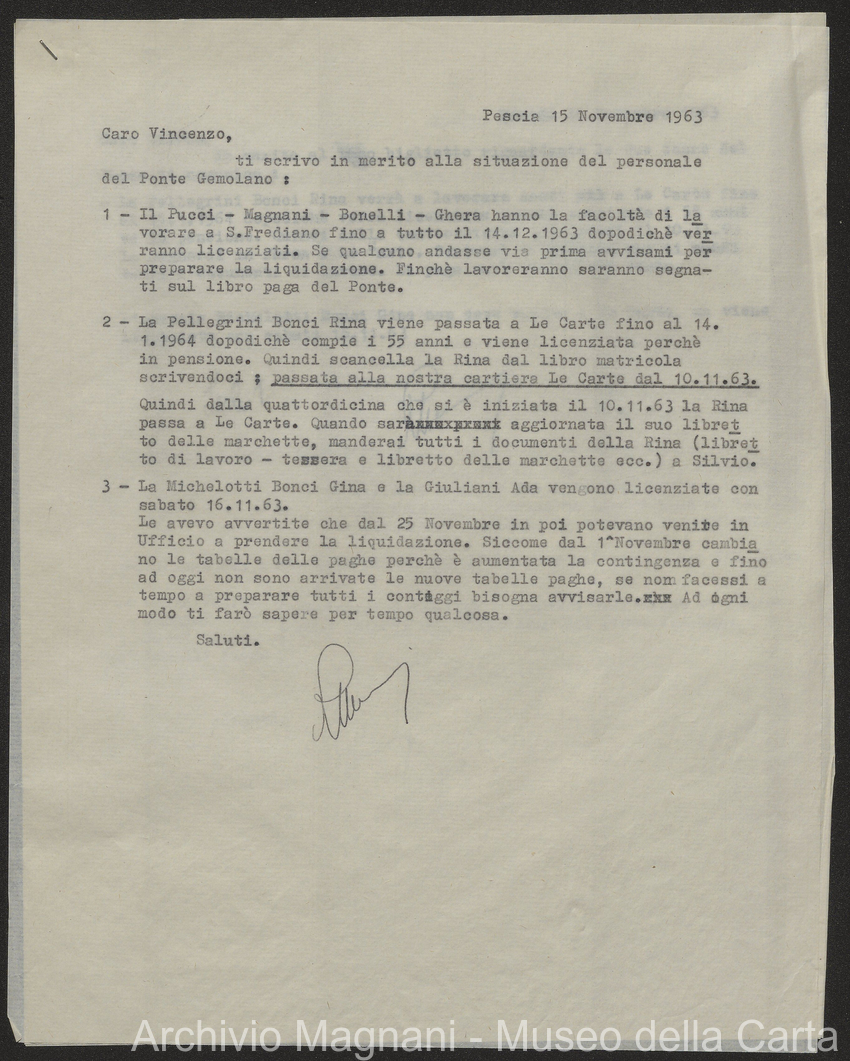 Pescia 15 Novembre 1963
Caro Vincenzo,
ti scrivo in merito alla situazione del personale
del Ponte Gemolano :
1 - Il Pucci - Magnani - Bonelli - Ghera hanno la facoltà di la
vorare a S.Frediano fino a tutto il 14.12.1963 dopodichè ver
ranno licenziati. Se qualcuno andasse via prima avvisami per
preparare la liquidazione. Finchè lavoreranno saranno segna-
ti sul libro paga del Ponte.
2 - La Pellegrini Bonci Rina viene passata a Le Carte fino al 14.
1.1964 dopodichè compie i 55 anni e viene licenziata perchè
in pensione. Quindi scancella la Rina dal libro matricola
scrivendoci : passata alla nostra cartiera Le Carte dal 10.11.63.
Quindi dalla quattordicina che si è iniziata il 10.11.63 la Rina
passa a Le Carte. Quando sarà aggiornata il suo libret
to delle marchette, manderai tutti i documenti della Rina (libret
to di lavoro - tessera e libretto delle marchette ecc.) a Silvio.
3 - La Michelotti Bonci Gina e la Giuliani Ada vengono licenziate con
sabato 16.11.63.
Le avevo avvertite che dal 25 Novembre in poi potevano venire in
Ufficio a prendere la liquidazione. Siccome dal 1^Novembre cambia
no le tabelle delle paghe perchè è aumentata la contingenza e fino
ad oggi non sono arrivate le nuove tabelle paghe, se non facessi a
tempo a preparare tutti i conteggi bisogna avvisarle.xxx Ad ogni
modo ti farò sapere per tempo qualcosa.
Saluti.
Archivio Magnani - Museo della Carta